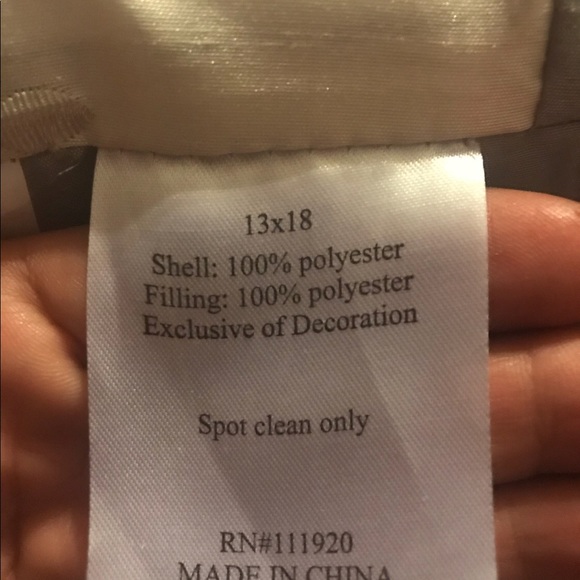 13x18
Shell: 100% polyester
Filling: 100% polyester
Exclusive of Decoration
Spot clean only
RN#111920
MADE IN CHINA